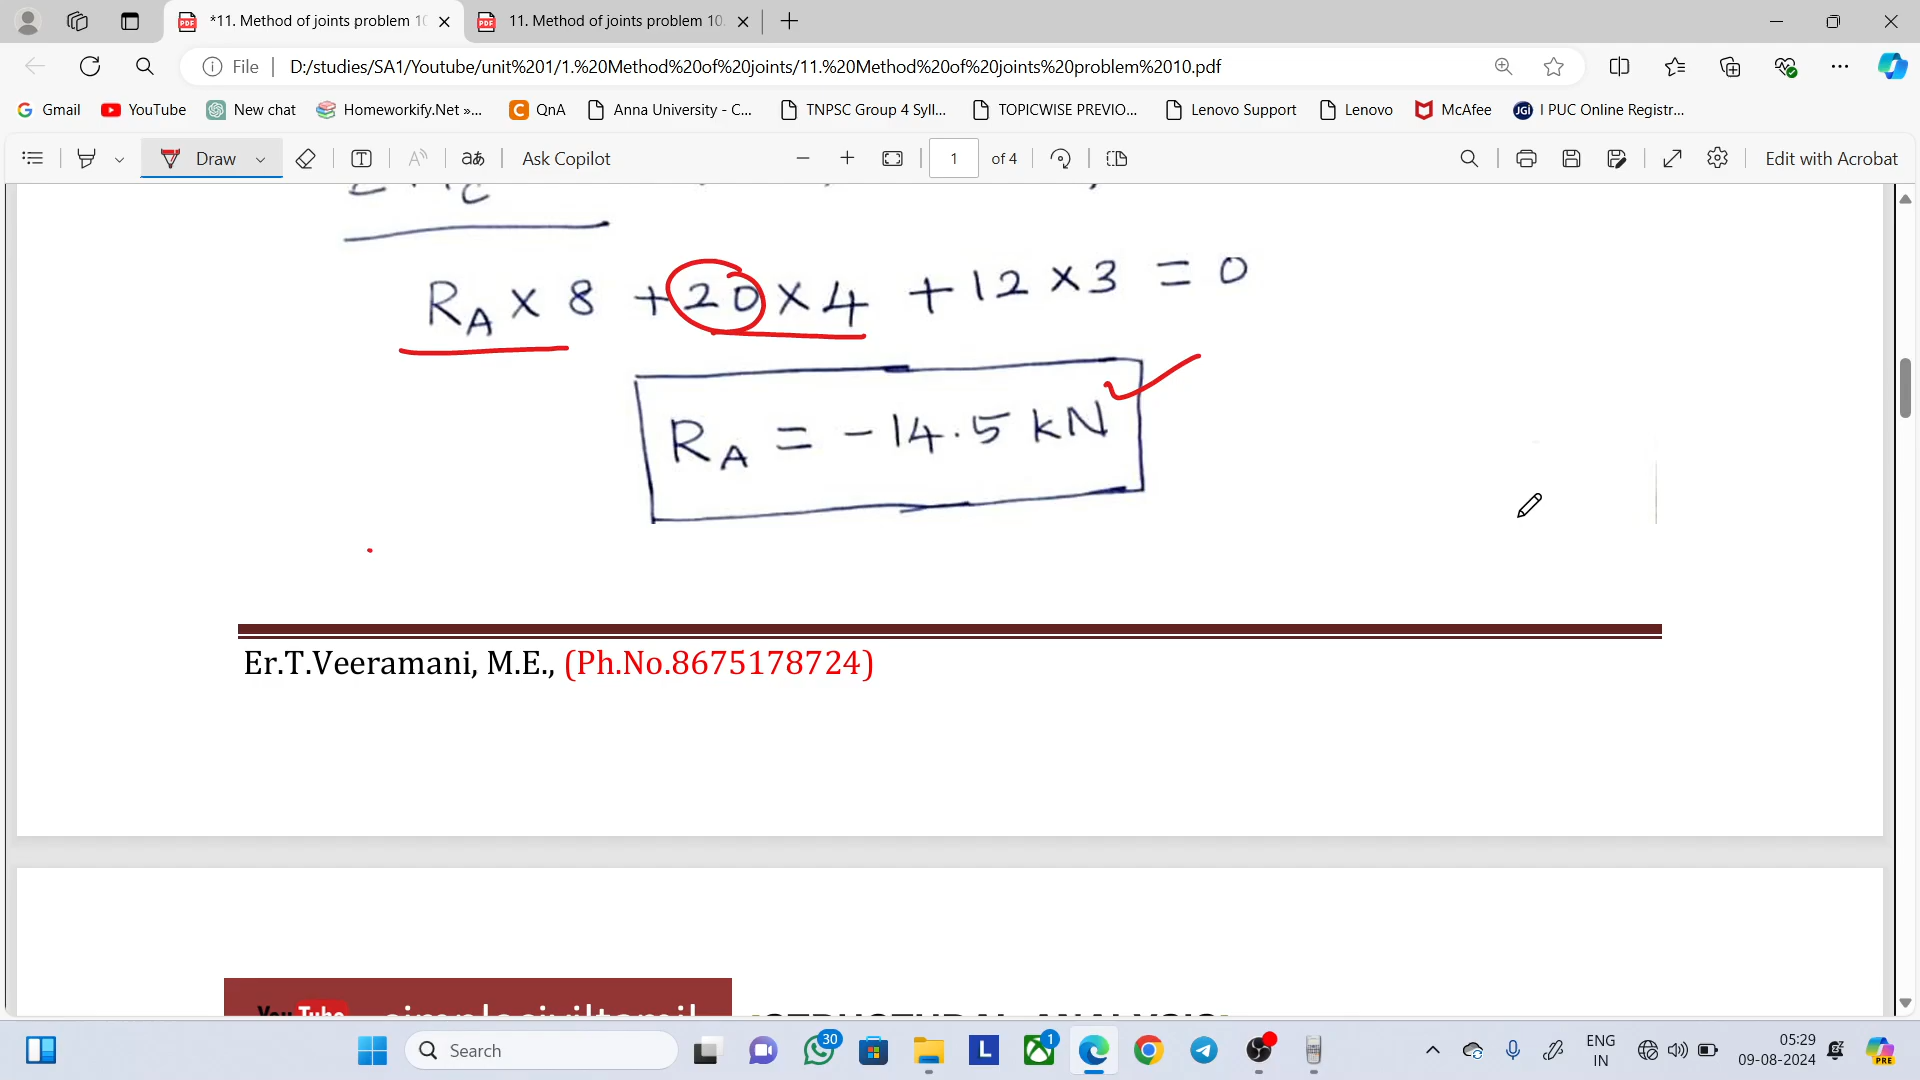 *11. Method of joints problem 10
11. Method of joints problem 10.
File
D:/studies/SA1/Youtube/unit%201/1.%20Method%20of%20joints/11.%20Method%20of%20joints%20problem%2010.pdf
Gmail
YouTube
New chat
Homeworkify.Net »...
QnA
Anna University - C...
TNPSC Group 4 Syll...
TOPICWISE PREVIO...
Lenovo Support
Lenovo
McAfee
I PUC Online Registr...
Draw
Ask Copilot
1 of 4
Edit with Acrobat
R_A × 8 + 20 × 4 + 12 × 3 = 0
R_A = - 14.5 kN
Er.T.Veeramani, M.E., (Ph.No.8675178724)
Search
30
1
ENG
IN
05:29
09-08-2024
PRE